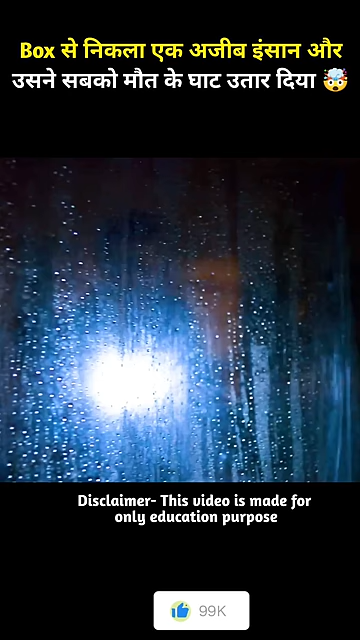 Box से निकला एक अजीब इंसान और
उसने सबको मौत के घाट उतार दिया 🤯
Disclaimer- This video is made for
only education purpose
99K